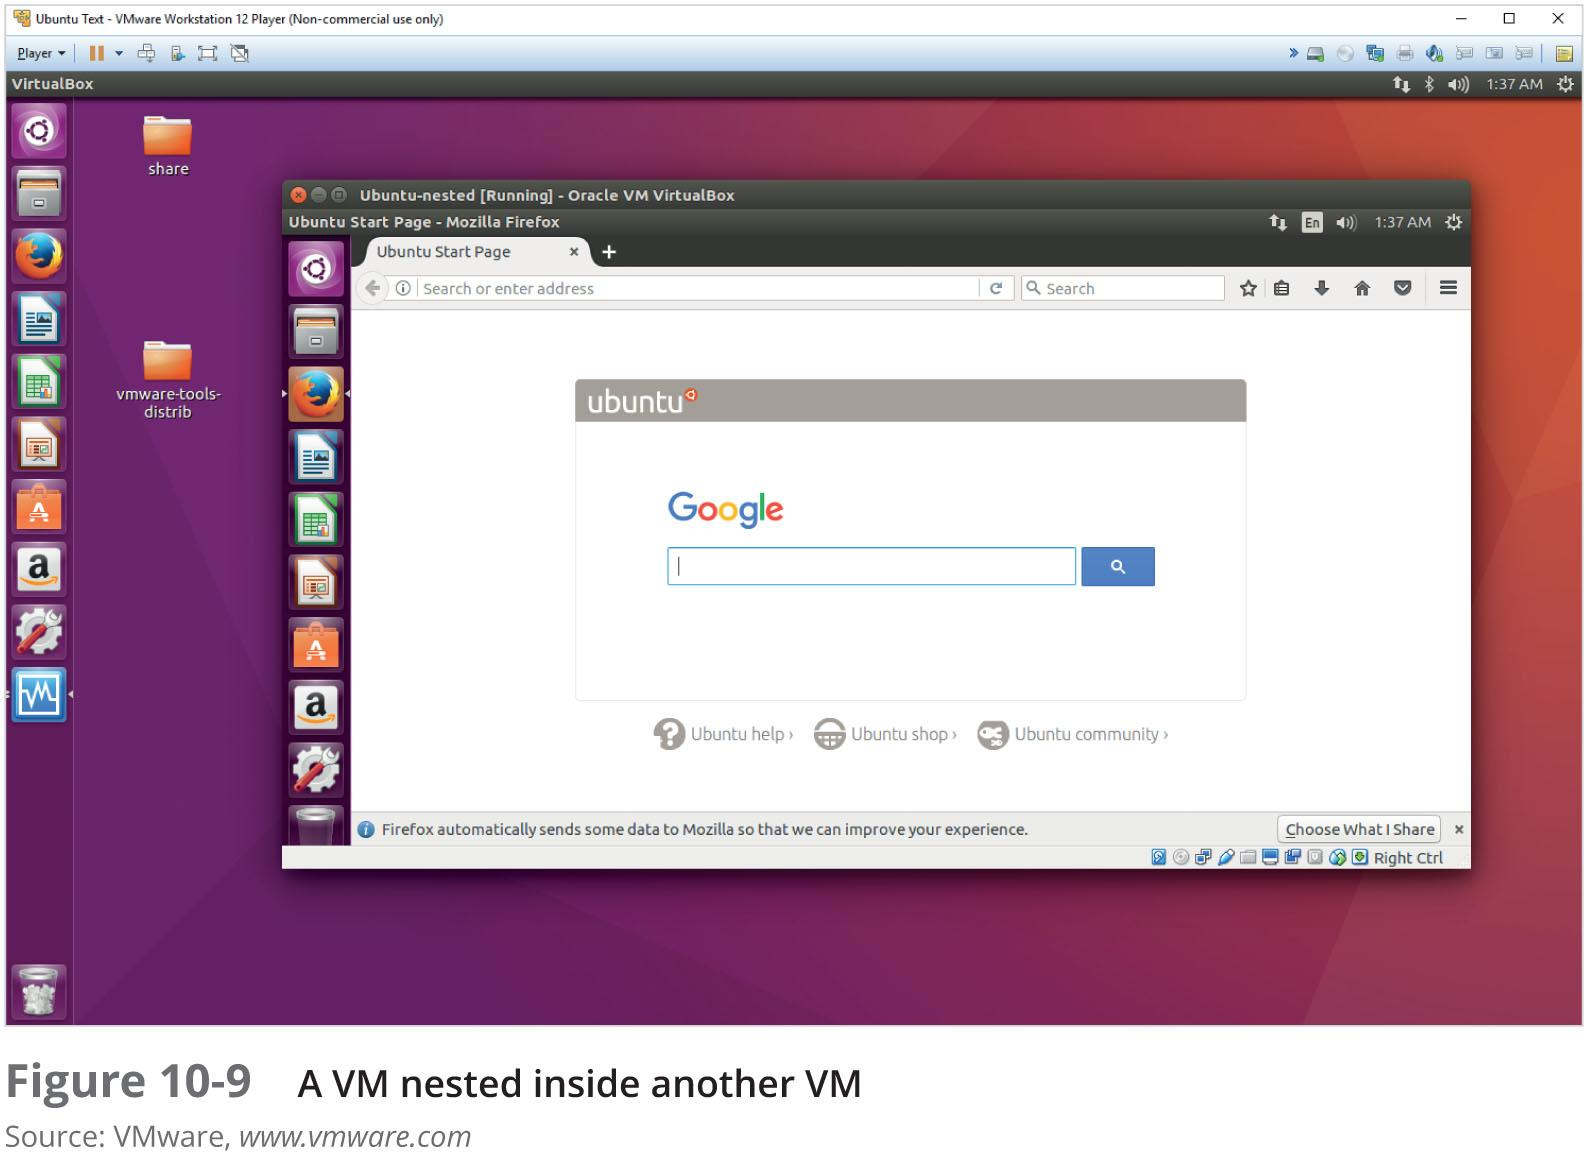 Ubuntu Text - VMware Workstation 12 Player (Non-commercial use only)
Player
VirtualBox
1:37 AM
share
vmware-tools-
distrib
Ubuntu-nested [Running] - Oracle VM VirtualBox
Ubuntu Start Page - Mozilla Firefox
En
1:37 AM
Ubuntu Start Page
Search or enter address
Search
ubuntu
Google
Ubuntu help ›
Ubuntu shop ›
Ubuntu community ›
Firefox automatically sends some data to Mozilla so that we can improve your experience.
Choose What I Share
Right Ctrl
Figure 10-9 A VM nested inside another VM
Source: VMware, www.vmware.com